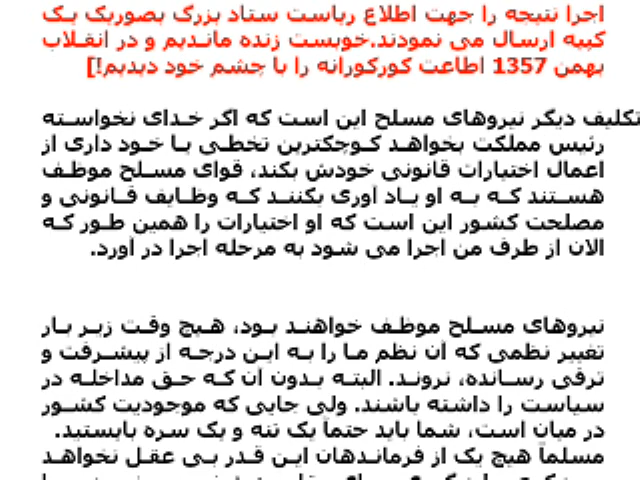 اجرا نتیجه را جهت اطلاع ریاست ستاد بزرگ بصوریک یک
کپیه ارسال می نمودند.خوبست زنده ماندیم و در انقلاب
بهمن 1357 اطاعت کورکورانه را با چشم خود دیدیم!]
تکلیف دیگر نیروهای مسلح این است که اگر خدای نخواسته
رئیس مملکت بخواهد کوچکترین تخطی یا خود داری از
اعمال اختیارات قانونی خودش بکند، قوای مسلح موظف
هستند که به او یاد آوری بکنند که وظایف قانونی و
مصلحت کشور این است که او اختیارات را همین طور که
الان از طرف من اجرا می شود به مرحله اجرا در آورد.
نیروهای مسلح موظف خواهند بود، هیچ وقت زیر بار
تغییر نظمی که آن نظم ما را به این درجه از پیشرفت و
ترقی رسانده، نروند. البته بدون آن که حق مداخله در
سیاست را داشته باشند. ولی جایی که موجودیت کشور
در میان است، شما باید حتماً یک تنه و یک سره بایستید.
مسلماً هیچ یک از فرماندهان این قدر بی عقل نخواهد